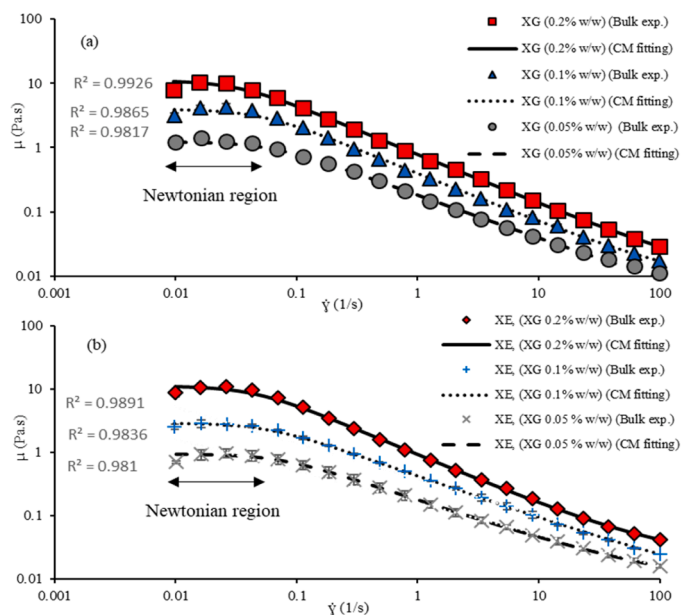 (a)
100
10
1
0.1
0.01
μ (Pa.s)
R² = 0.9926
R² = 0.9865
R² = 0.9817
Newtonian region
XG (0.2% w/w) (Bulk exp.)
XG (0.2% w/w) (CM fitting)
XG (0.1% w/w) (Bulk exp.)
XG (0.1% w/w) (CM fitting)
XG (0.05% w/w) (Bulk exp.)
XG (0.05% w/w) (CM fitting)
0.001 0.01 0.1 1 10 100
γ̇ (1/s)
(b)
100
10
1
0.1
0.01
μ (Pa.s)
R² = 0.9891
R² = 0.9836
R² = 0.981
Newtonian region
XE, (XG 0.2% w/w) (Bulk exp.)
XE, (XG 0.2% w/w) (CM fitting)
XE, (XG 0.1% w/w) (Bulk exp.)
XE, (XG 0.1% w/w) (CM fitting)
XE, (XG 0.05 % w/w) (Bulk exp.)
XE, (XG 0.05 % w/w) (CM fitting)
0.001 0.01 0.1 1 10 100
γ̇ (1/s)